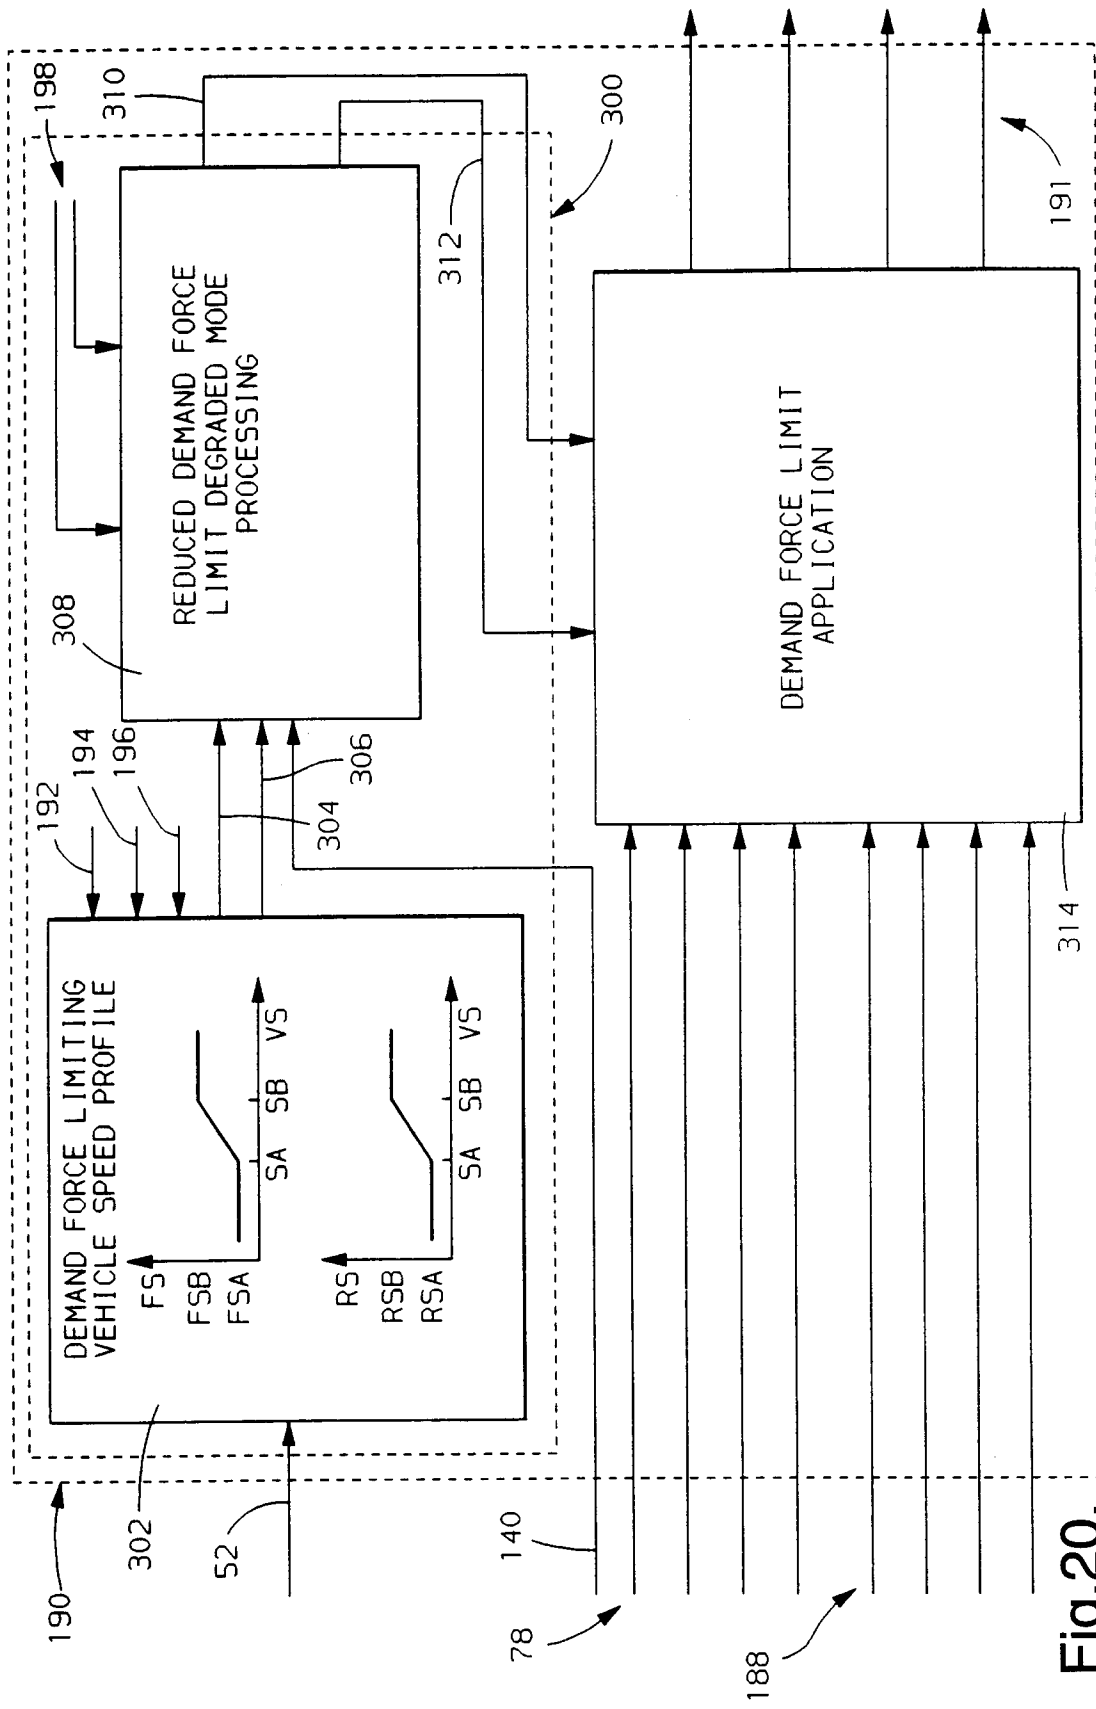 190
302
52
DEMAND FORCE LIMITING
VEHICLE SPEED PROFILE
FS
FSB
FSA
SA
SB
VS
RS
RSB
RSA
SA
SB
VS
192
194
196
304
306
308
REDUCED DEMAND FORCE
LIMIT DEGRADED MODE
PROCESSING
198
310
312
300
140
78
188
DEMAND FORCE LIMIT
APPLICATION
314
191
Fig.20.